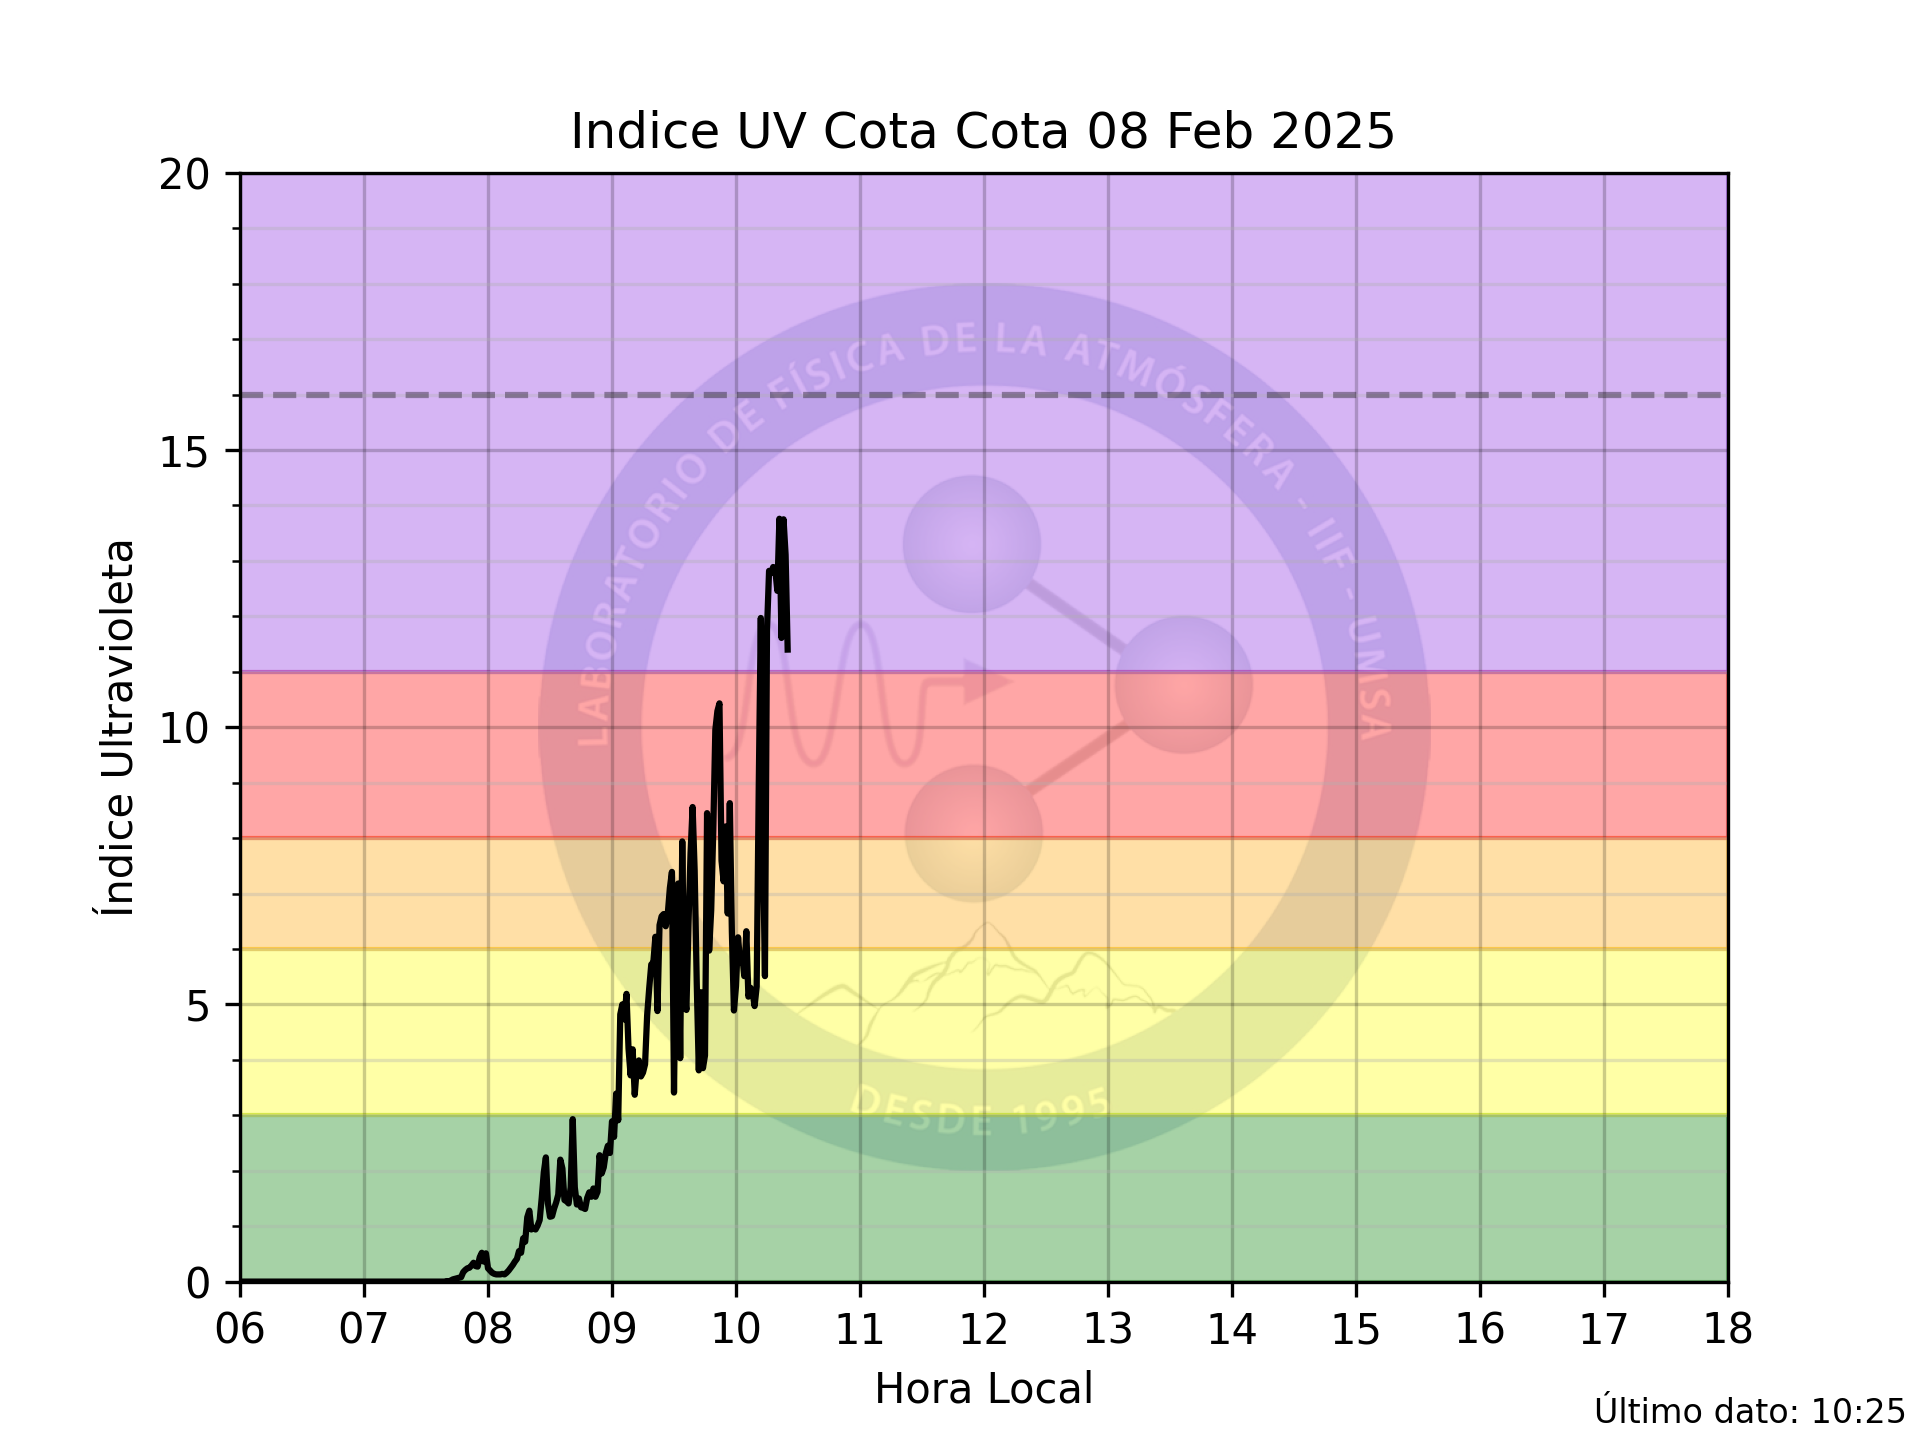 Indice UV Cota Cota 08 Feb 2025
20
15
10
5
0
Índice Ultravioleta
LABORATORIO DE FÍSICA DE LA ATMÓSFERA - IIF - UMSA
DESDE 1995
06 07 08 09 10 11 12 13 14 15 16 17 18
Hora Local
Último dato: 10:25